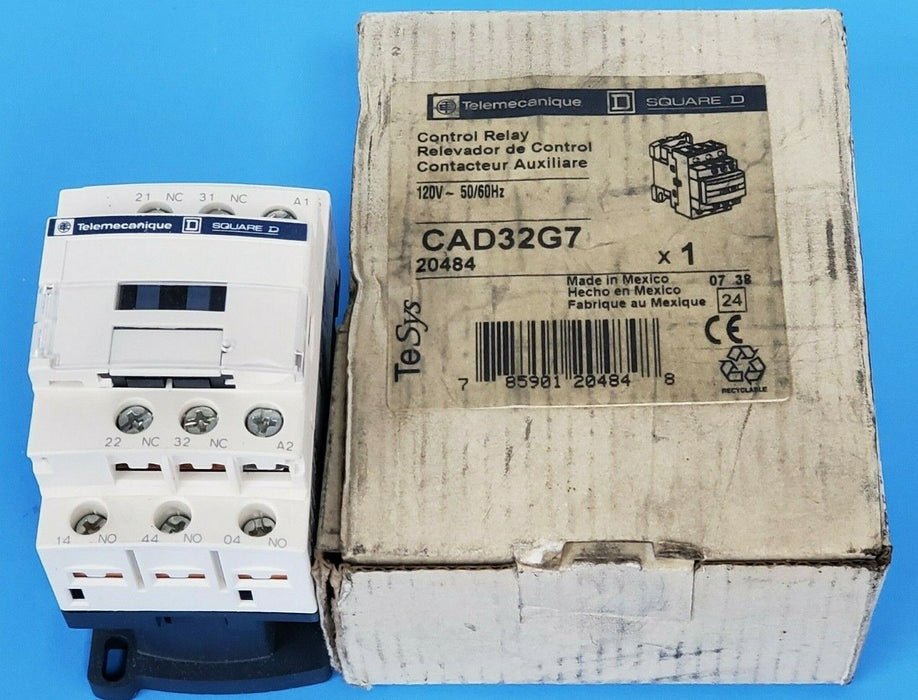 21 NC 31 NC A1
Telemecanique D SQUARE D
22 NC 32 NC A2
14 NO 44 NO 04 NO
2
Telemecanique D SQUARE D
Control Relay
Relevador de Control
Contacteur Auxiliare
120V ~ 50/60Hz
CAD32G7
20484
x 1
Made in Mexico
Hecho en Mexico
Fabrique au Mexique
07 38
24
TeSys
CE
7 85901 20484 8
RECYCLABLE